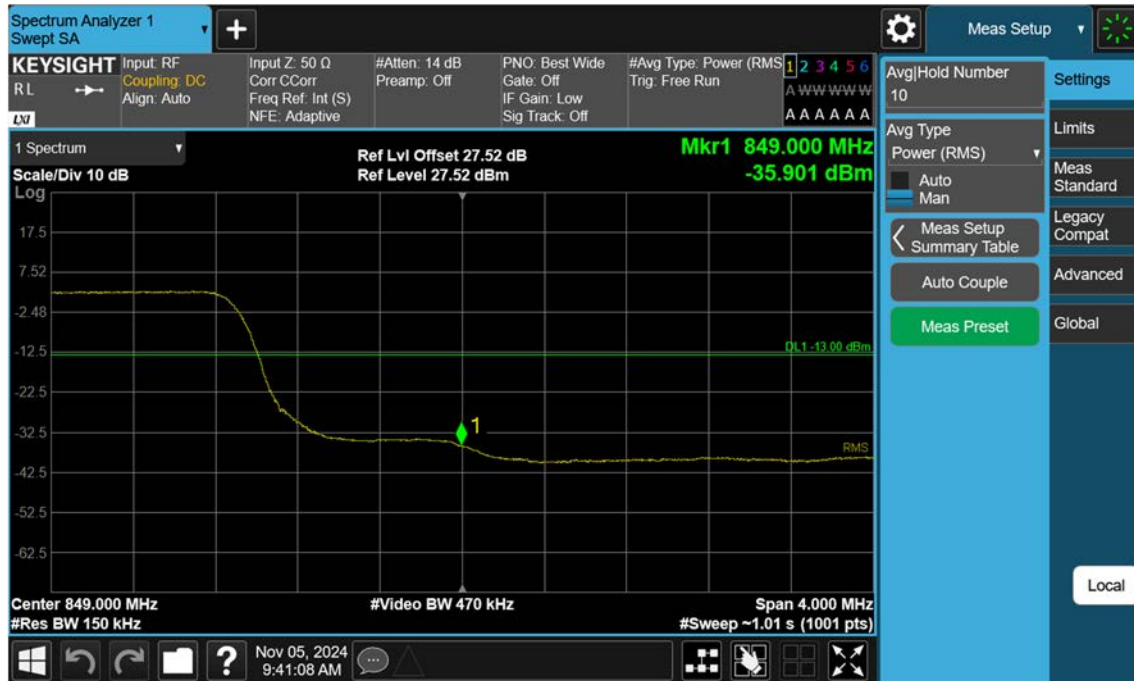 Spectrum Analyzer 1
Swept SA
+
Meas Setup
KEYSIGHT
RL
LXI
Input: RF
Coupling: DC
Align: Auto
Input Z: 50 Ω
Corr CCorr
Freq Ref: Int (S)
NFE: Adaptive
#Atten: 14 dB
Preamp: Off
PNO: Best Wide
Gate: Off
IF Gain: Low
Sig Track: Off
#Avg Type: Power (RMS
Trig: Free Run
1 2 3 4 5 6
A W W W W W
A A A A A A
1 Spectrum
Scale/Div 10 dB
Log
Ref Lvl Offset 27.52 dB
Ref Level 27.52 dBm
Mkr1 849.000 MHz
-35.901 dBm
17.5
7.52
-2.48
-12.5
DL1 -13.00 dBm
-22.5
-32.5
1
RMS
-42.5
-52.5
-62.5
Center 849.000 MHz
#Video BW 470 kHz
Span 4.000 MHz
#Res BW 150 kHz
#Sweep ~1.01 s (1001 pts)
?
Nov 05, 2024
9:41:08 AM
Avg|Hold Number
10
Avg Type
Power (RMS)
Auto
Man
Meas Setup
Summary Table
Auto Couple
Meas Preset
Settings
Limits
Meas
Standard
Legacy
Compat
Advanced
Global
Local